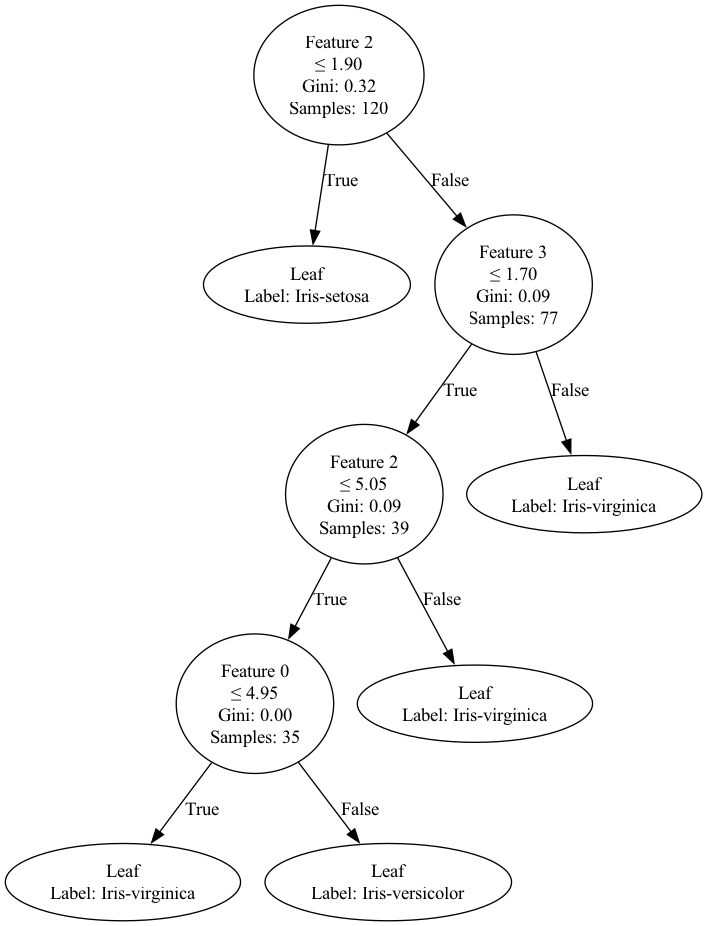 Feature 2
≤ 1.90
Gini: 0.32
Samples: 120
True
False
Leaf
Label: Iris-setosa
Feature 3
≤ 1.70
Gini: 0.09
Samples: 77
True
False
Feature 2
≤ 5.05
Gini: 0.09
Samples: 39
Leaf
Label: Iris-virginica
True
False
Feature 0
≤ 4.95
Gini: 0.00
Samples: 35
Leaf
Label: Iris-virginica
True
False
Leaf
Label: Iris-virginica
Leaf
Label: Iris-versicolor